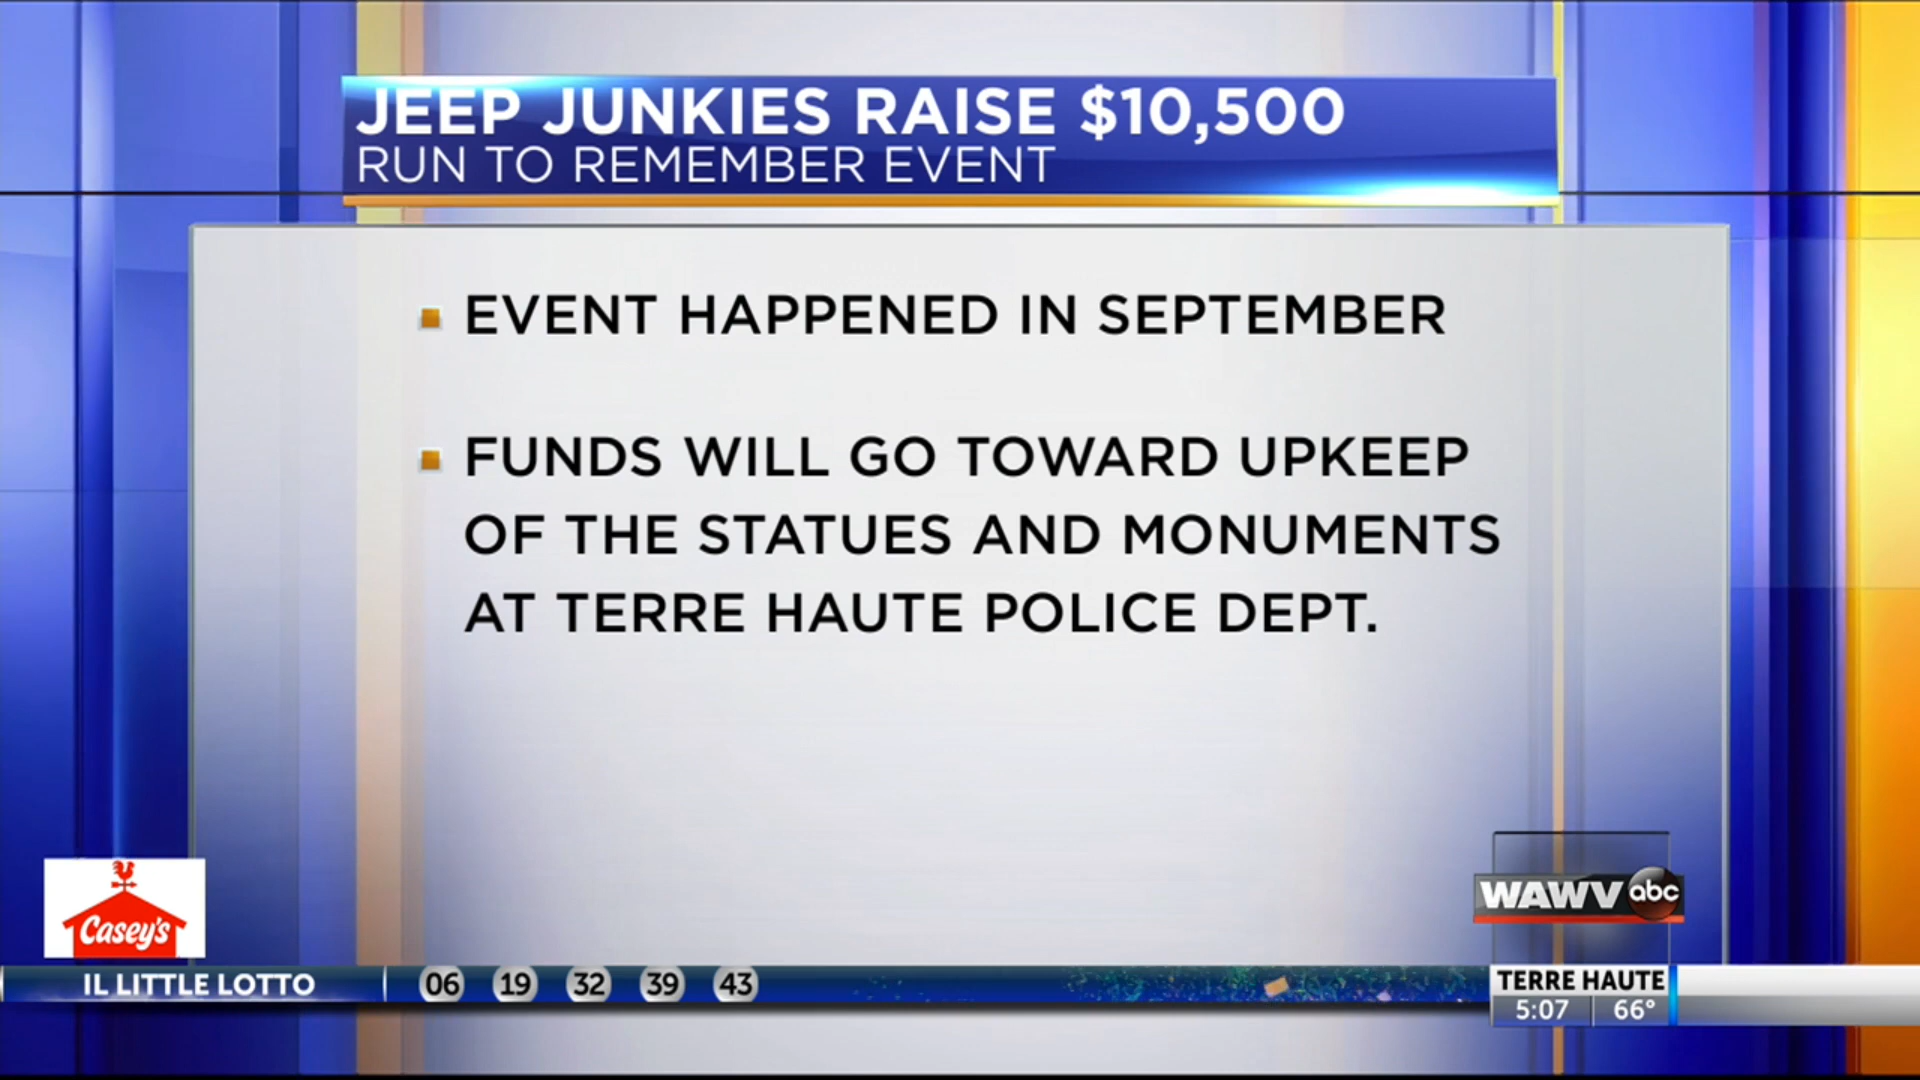 JEEP JUNKIES RAISE $10,500
RUN TO REMEMBER EVENT
EVENT HAPPENED IN SEPTEMBER
FUNDS WILL GO TOWARD UPKEEP
OF THE STATUES AND MONUMENTS
AT TERRE HAUTE POLICE DEPT.
Casey's
WAWV abc
IL LITTLE LOTTO 06 19 32 39 43
TERRE HAUTE
5:07 66°